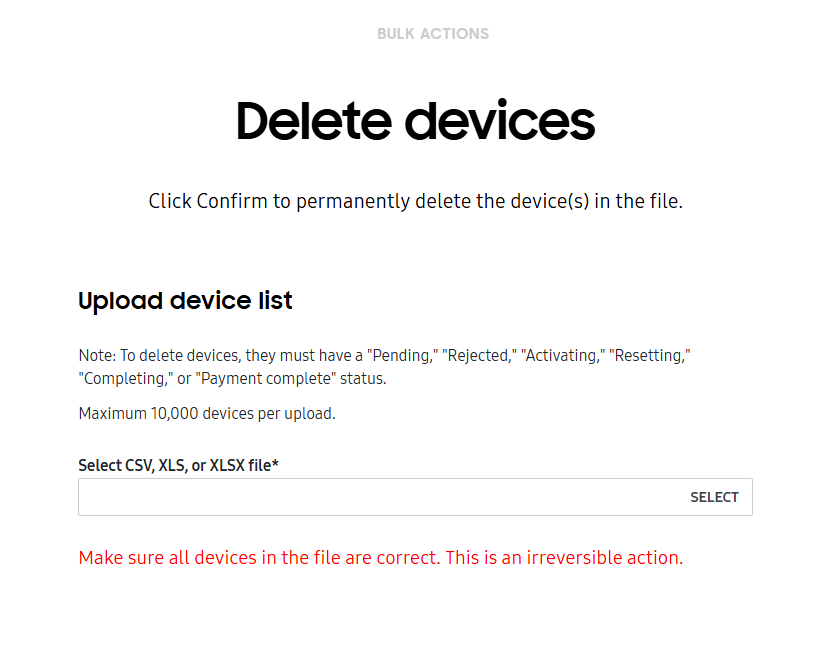 BULK ACTIONS
Delete devices
Click Confirm to permanently delete the device(s) in the file.
Upload device list
Note: To delete devices, they must have a "Pending," "Rejected," "Activating," "Resetting,"
"Completing," or "Payment complete" status.
Maximum 10,000 devices per upload.
Select CSV, XLS, or XLSX file*
SELECT
Make sure all devices in the file are correct. This is an irreversible action.